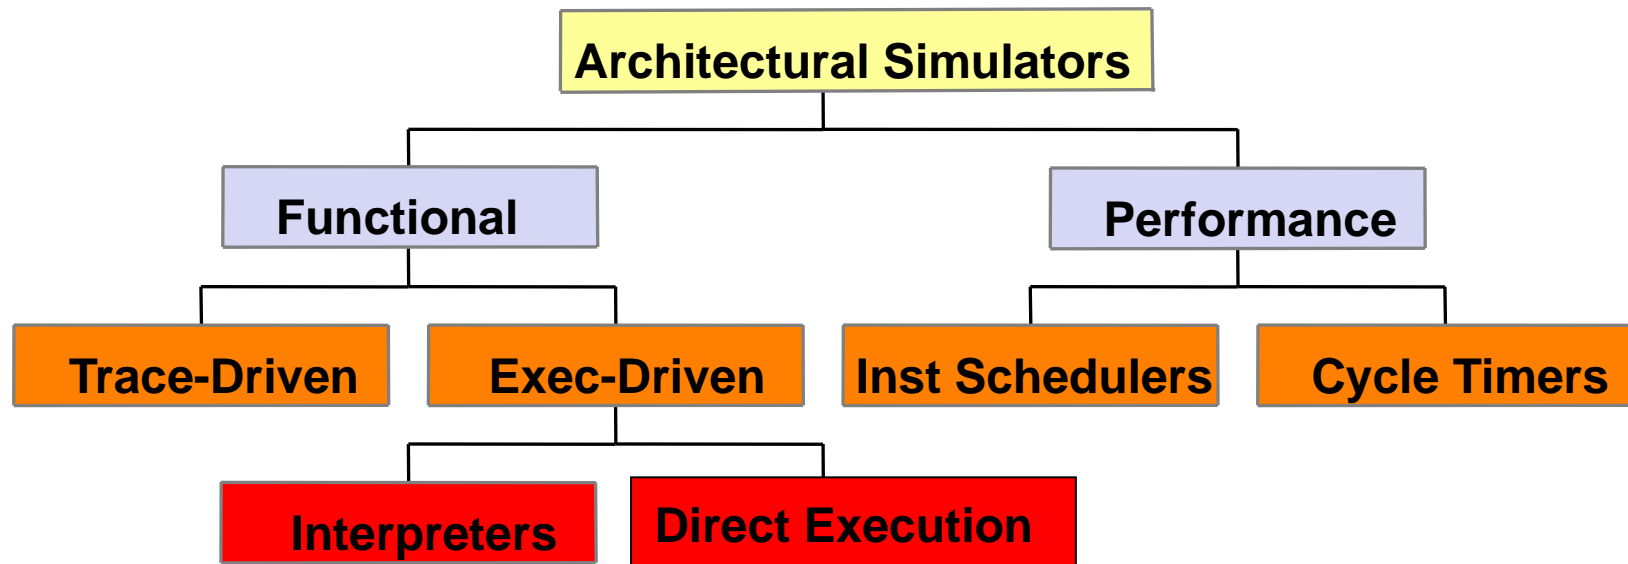 Architectural Simulators
Functional
Performance
Trace-Driven
Exec-Driven
Inst Schedulers
Cycle Timers
Interpreters
Direct Execution